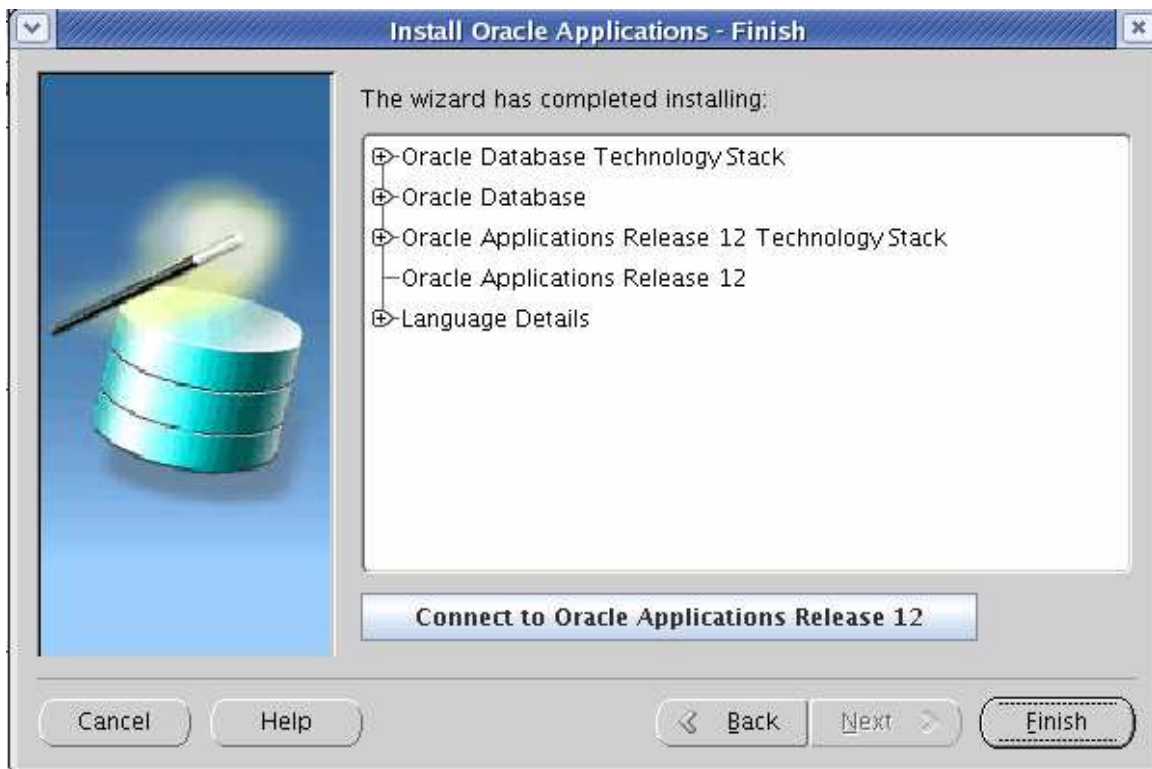 Install Oracle Applications - Finish
The wizard has completed installing:
Oracle Database Technology Stack
Oracle Database
Oracle Applications Release 12 Technology Stack
Oracle Applications Release 12
Language Details
Connect to Oracle Applications Release 12
Cancel Help Back Next Finish